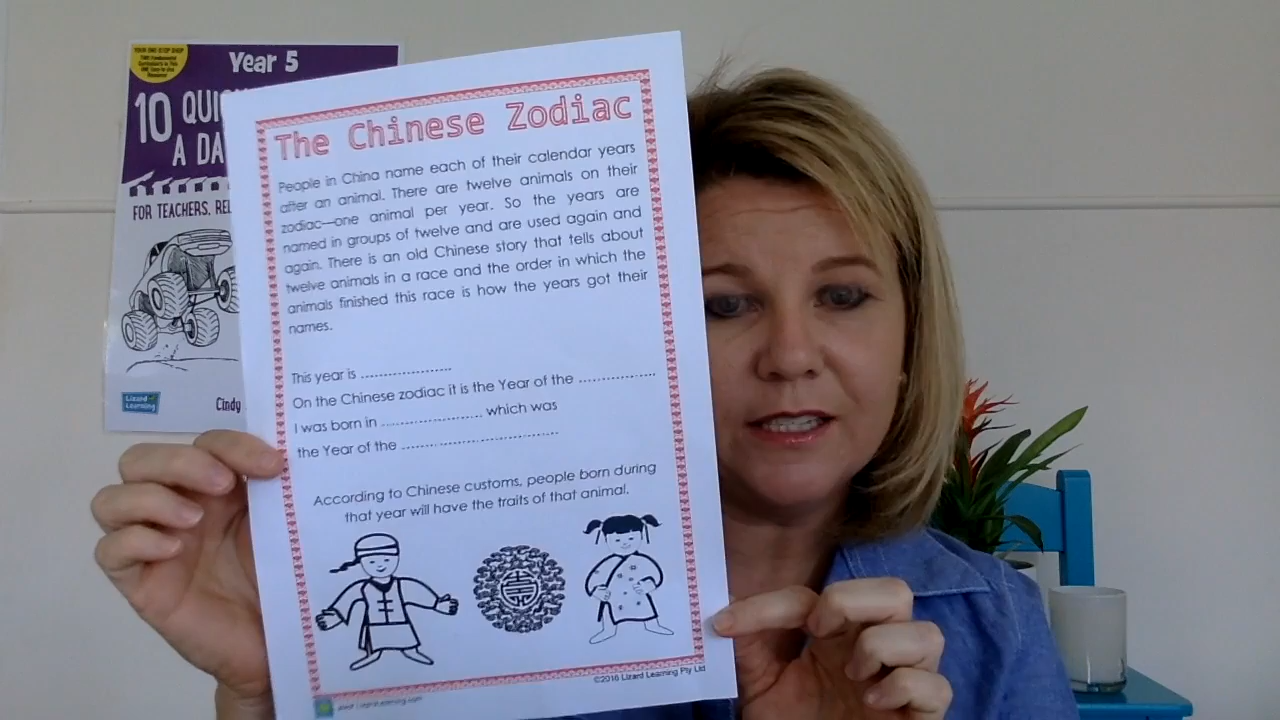 YOUR ONE-STOP SHOP
Year 5
10 QUIC
A DA
FOR TEACHERS, REL
Lizard Learning
Cindy
The Chinese Zodiac
People in China name each of their calendar years
after an animal. There are twelve animals on their
zodiac—one animal per year. So the years are
named in groups of twelve and are used again and
again. There is an old Chinese story that tells about
twelve animals in a race and the order in which the
animals finished this race is how the years got their
names.
This year is ......................
On the Chinese zodiac it is the Year of the ..................
I was born in ........................ which was
the Year of the .....................................
According to Chinese customs, people born during
that year will have the traits of that animal.
©2016 Lizard Learning Pty Ltd